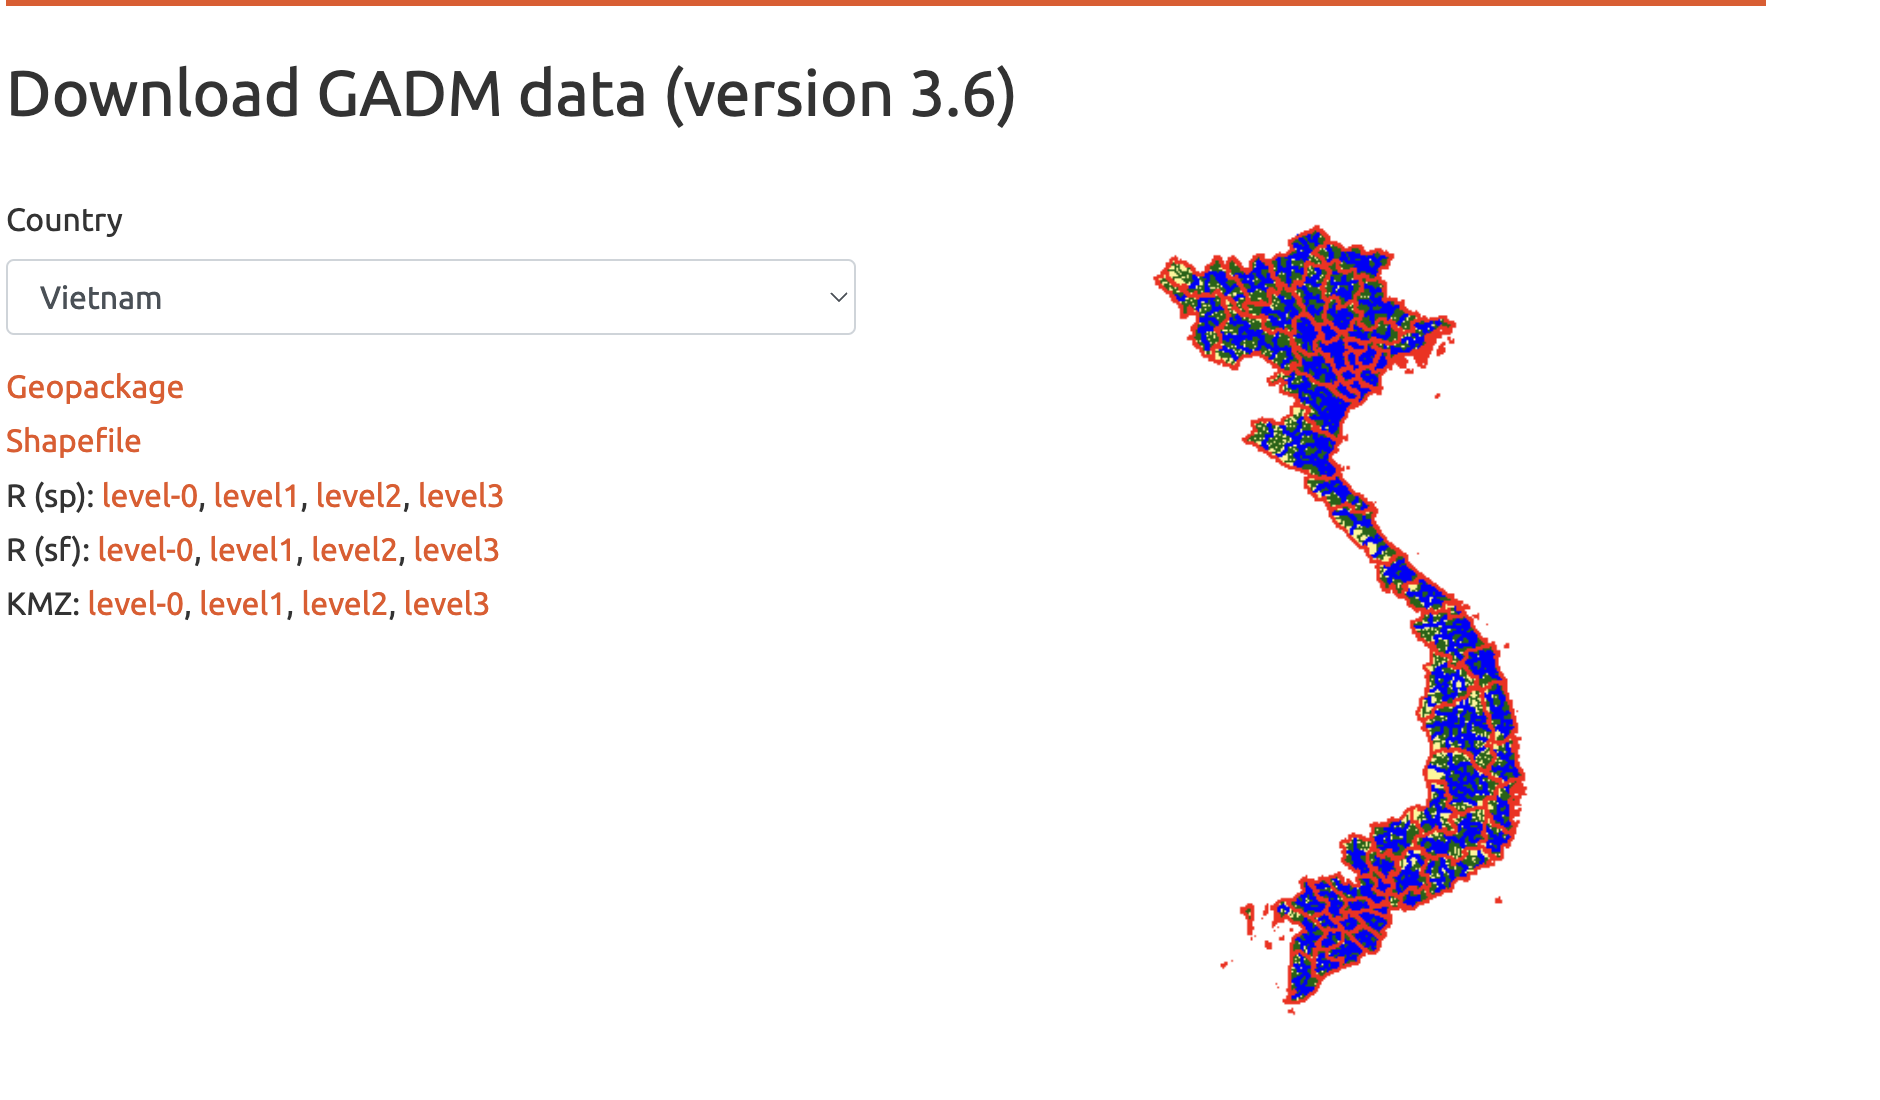 Download GADM data (version 3.6)
Country
Vietnam
Geopackage
Shapefile
R (sp): level-0, level1, level2, level3
R (sf): level-0, level1, level2, level3
KMZ: level-0, level1, level2, level3